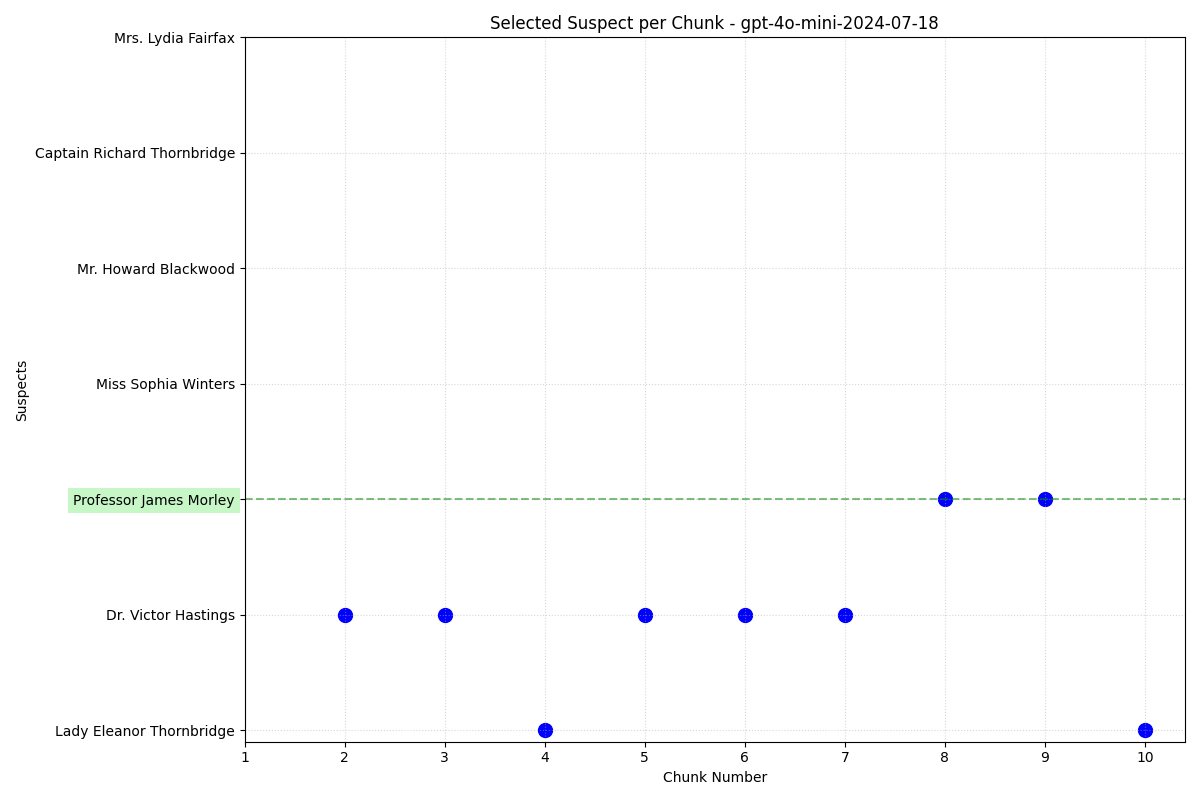 Selected Suspect per Chunk - gpt-4o-mini-2024-07-18
Mrs. Lydia Fairfax
Captain Richard Thornbridge
Mr. Howard Blackwood
Miss Sophia Winters
Professor James Morley
Dr. Victor Hastings
Lady Eleanor Thornbridge
Suspects
1 2 3 4 5 6 7 8 9 10
Chunk Number